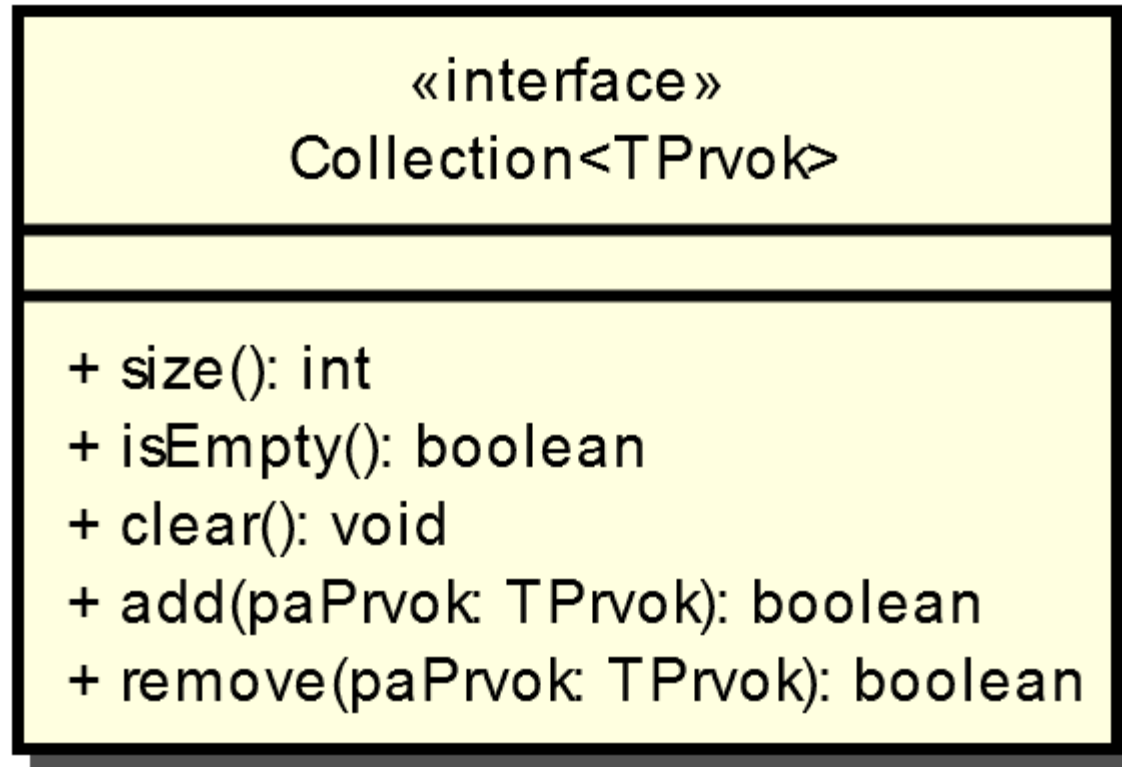 «interface»
Collection<TPrvok>
+ size(): int
+ isEmpty(): boolean
+ clear(): void
+ add(paPrvok: TPrvok): boolean
+ remove(paPrvok: TPrvok): boolean